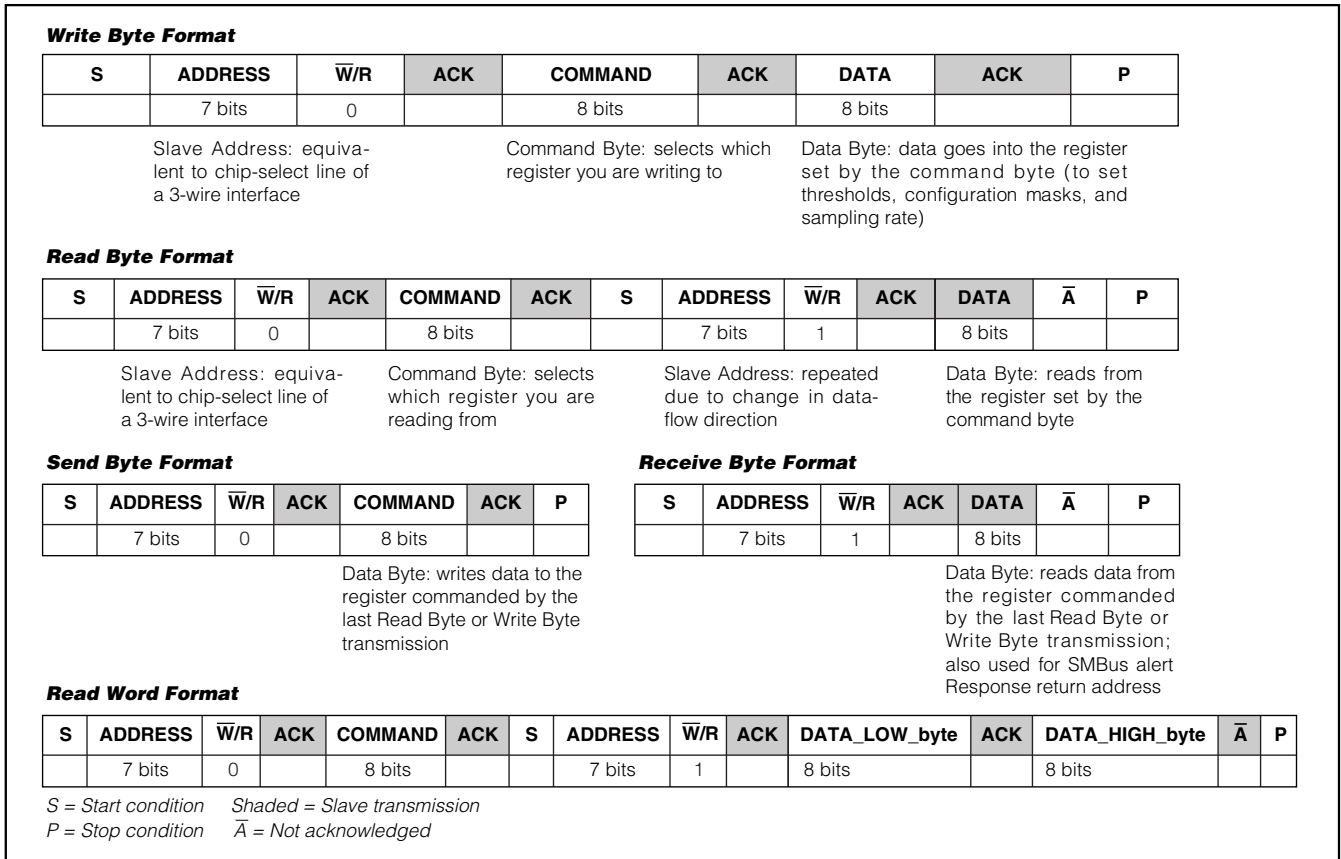 Write Byte Format
S ADDRESS W̅/R ACK COMMAND ACK DATA ACK P
7 bits 0 8 bits 8 bits
Slave Address: equiva-
lent to chip-select line of
a 3-wire interface
Command Byte: selects which
register you are writing to
Data Byte: data goes into the register
set by the command byte (to set
thresholds, configuration masks, and
sampling rate)
Read Byte Format
S ADDRESS W̅/R ACK COMMAND ACK S ADDRESS W̅/R ACK DATA A̅ P
7 bits 0 8 bits 7 bits 1 8 bits
Slave Address: equiva-
lent to chip-select line of
a 3-wire interface
Command Byte: selects
which register you are
reading from
Slave Address: repeated
due to change in data-
flow direction
Data Byte: reads from
the register set by the
command byte
Send Byte Format
S ADDRESS W̅/R ACK COMMAND ACK P
7 bits 0 8 bits
Data Byte: writes data to the
register commanded by the
last Read Byte or Write Byte
transmission
Receive Byte Format
S ADDRESS W̅/R ACK DATA A̅ P
7 bits 1 8 bits
Data Byte: reads data from
the register commanded
by the last Read Byte or
Write Byte transmission;
also used for SMBus alert
Response return address
Read Word Format
S ADDRESS W̅/R ACK COMMAND ACK S ADDRESS W̅/R ACK DATA_LOW_byte ACK DATA_HIGH_byte A̅ P
7 bits 0 8 bits 7 bits 1 8 bits 8 bits
S = Start condition Shaded = Slave transmission
P = Stop condition A̅ = Not acknowledged